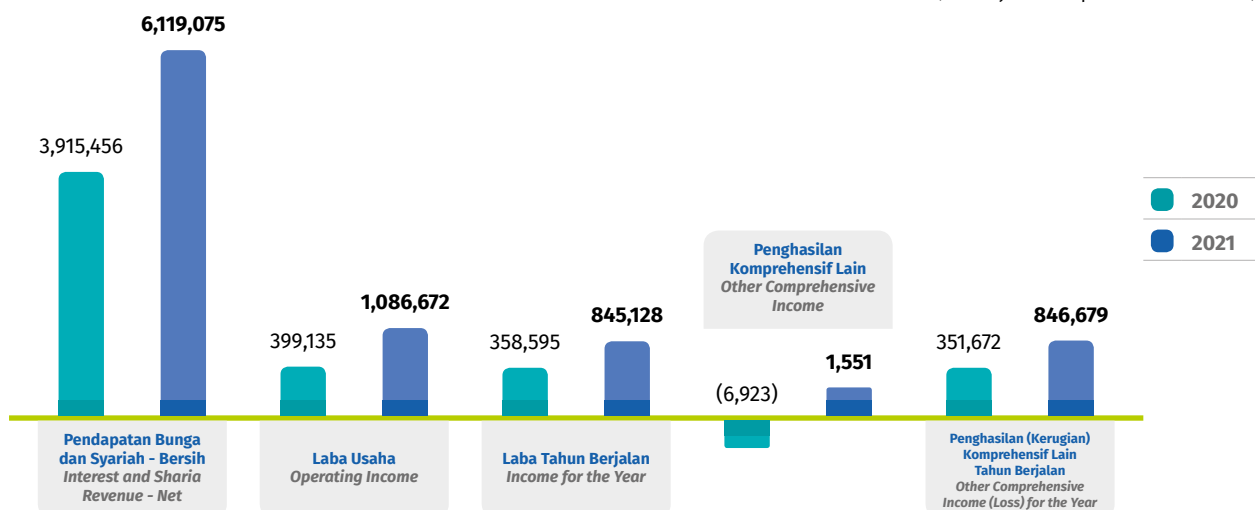 6,119,075
3,915,456
2020
2021
Penghasilan
Komprehensif Lain
Other Comprehensive
Income
1,086,672
399,135
845,128
358,595
1,551
(6,923)
846,679
351,672
Pendapatan Bunga
dan Syariah - Bersih
Interest and Sharia
Revenue - Net
Laba Usaha
Operating Income
Laba Tahun Berjalan
Income for the Year
Penghasilan (Kerugian)
Komprehensif Lain
Tahun Berjalan
Other Comprehensive
Income (Loss) for the Year